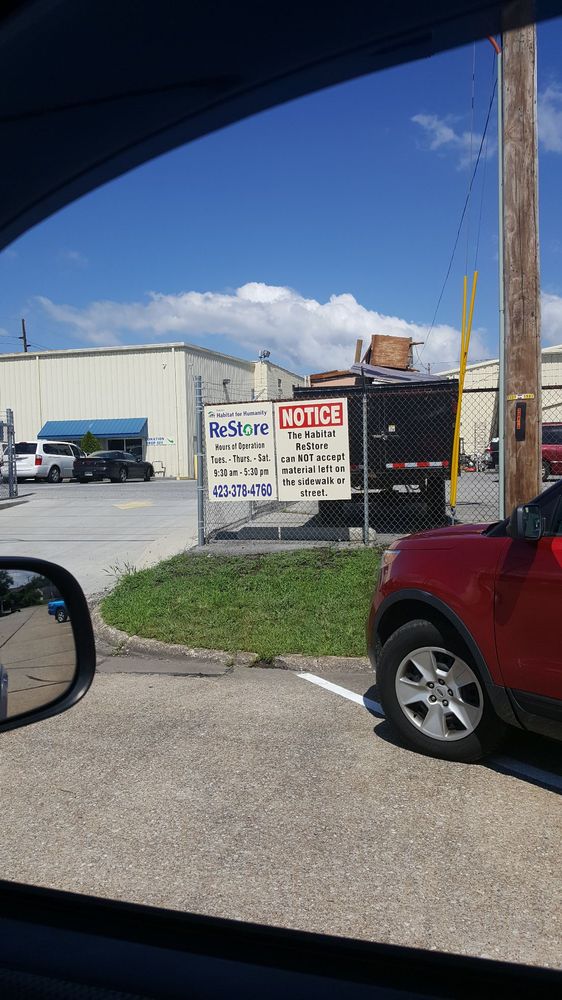 Habitat for Humanity
ReStore
Hours of Operation
Tues. - Thurs. - Sat.
9:30 am - 5:30 pm
423-378-4760
NOTICE
The Habitat
ReStore
can NOT accept
material left on
the sidewalk or
street.